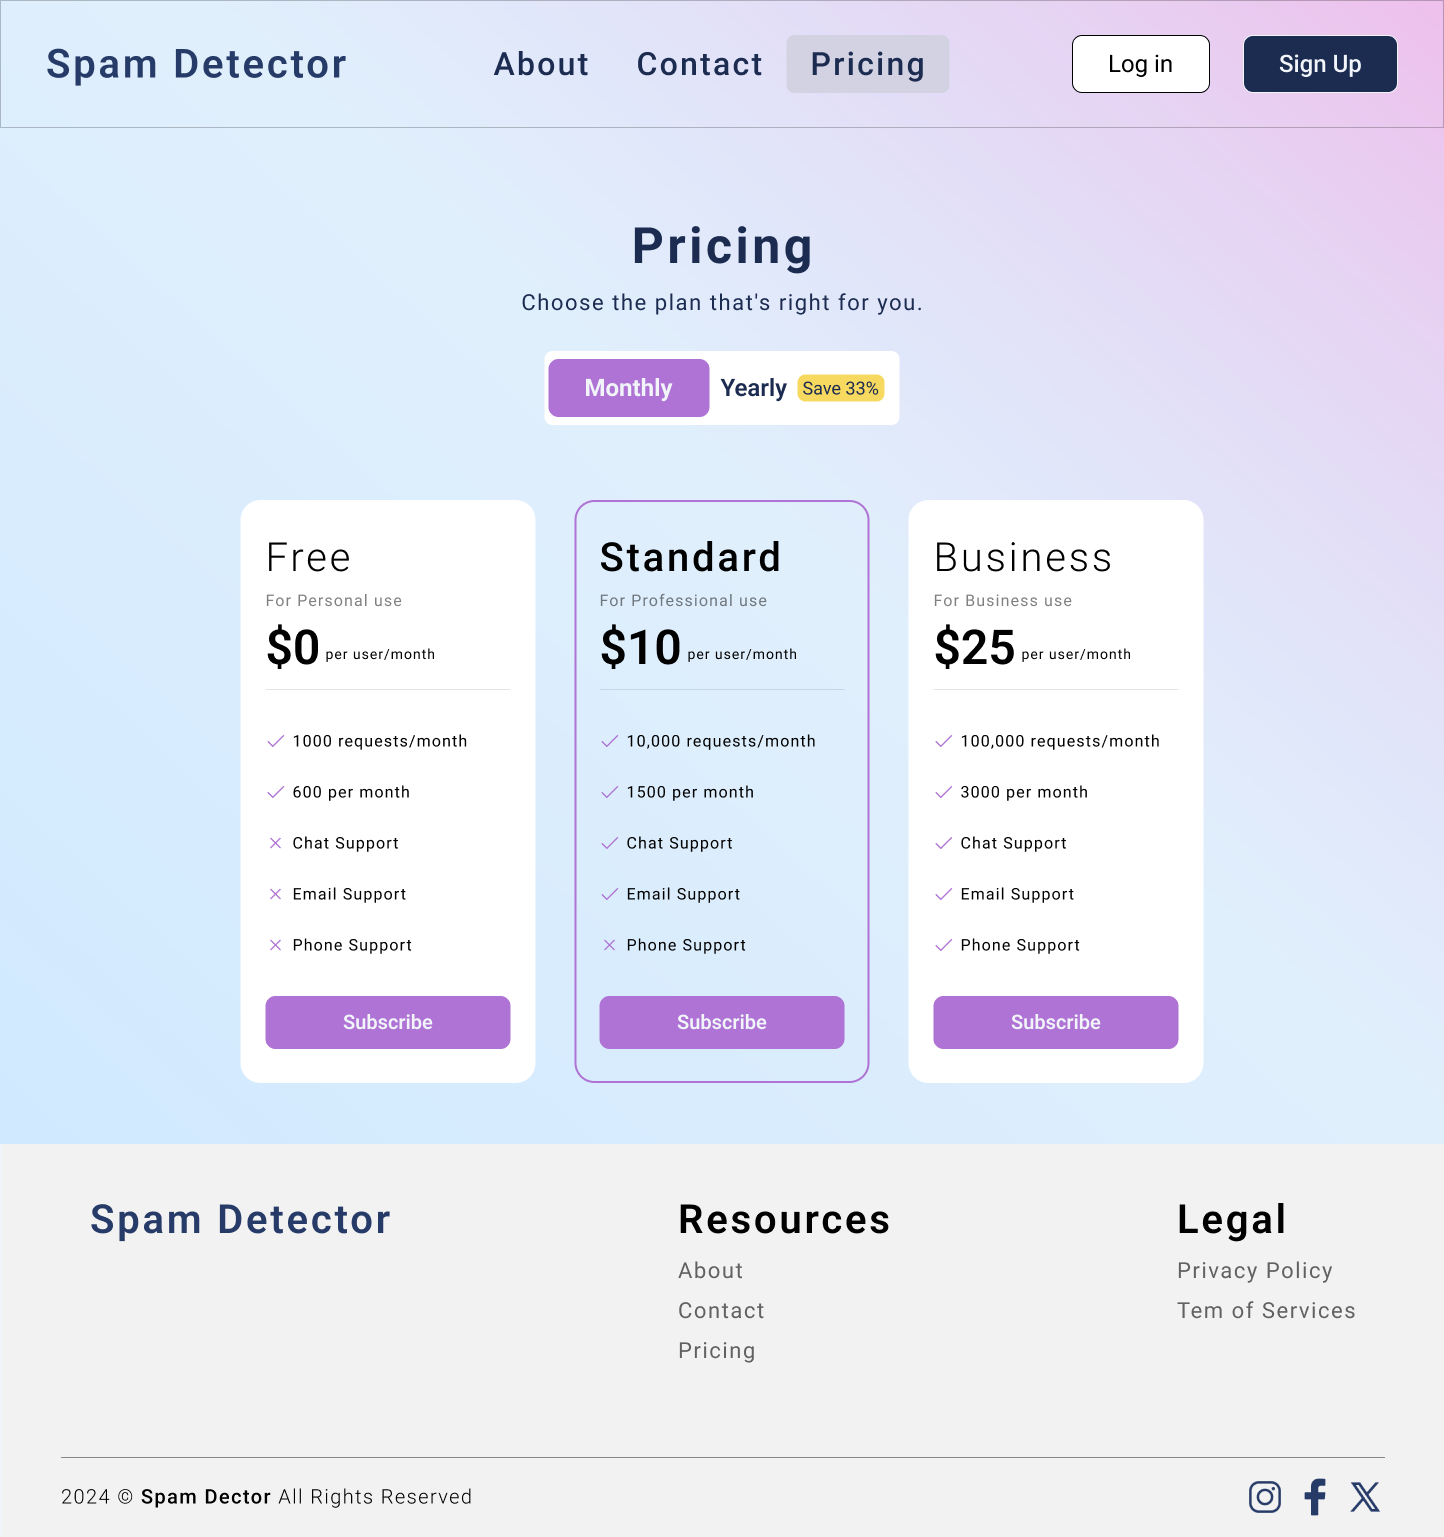 Spam Detector
About Contact Pricing
Log in Sign Up
Pricing
Choose the plan that's right for you.
Monthly Yearly Save 33%
Free
For Personal use
$0 per user/month
1000 requests/month
600 per month
Chat Support
Email Support
Phone Support
Subscribe
Standard
For Professional use
$10 per user/month
10,000 requests/month
1500 per month
Chat Support
Email Support
Phone Support
Subscribe
Business
For Business use
$25 per user/month
100,000 requests/month
3000 per month
Chat Support
Email Support
Phone Support
Subscribe
Spam Detector
Resources
About
Contact
Pricing
Legal
Privacy Policy
Tem of Services
2024 © Spam Dector All Rights Reserved